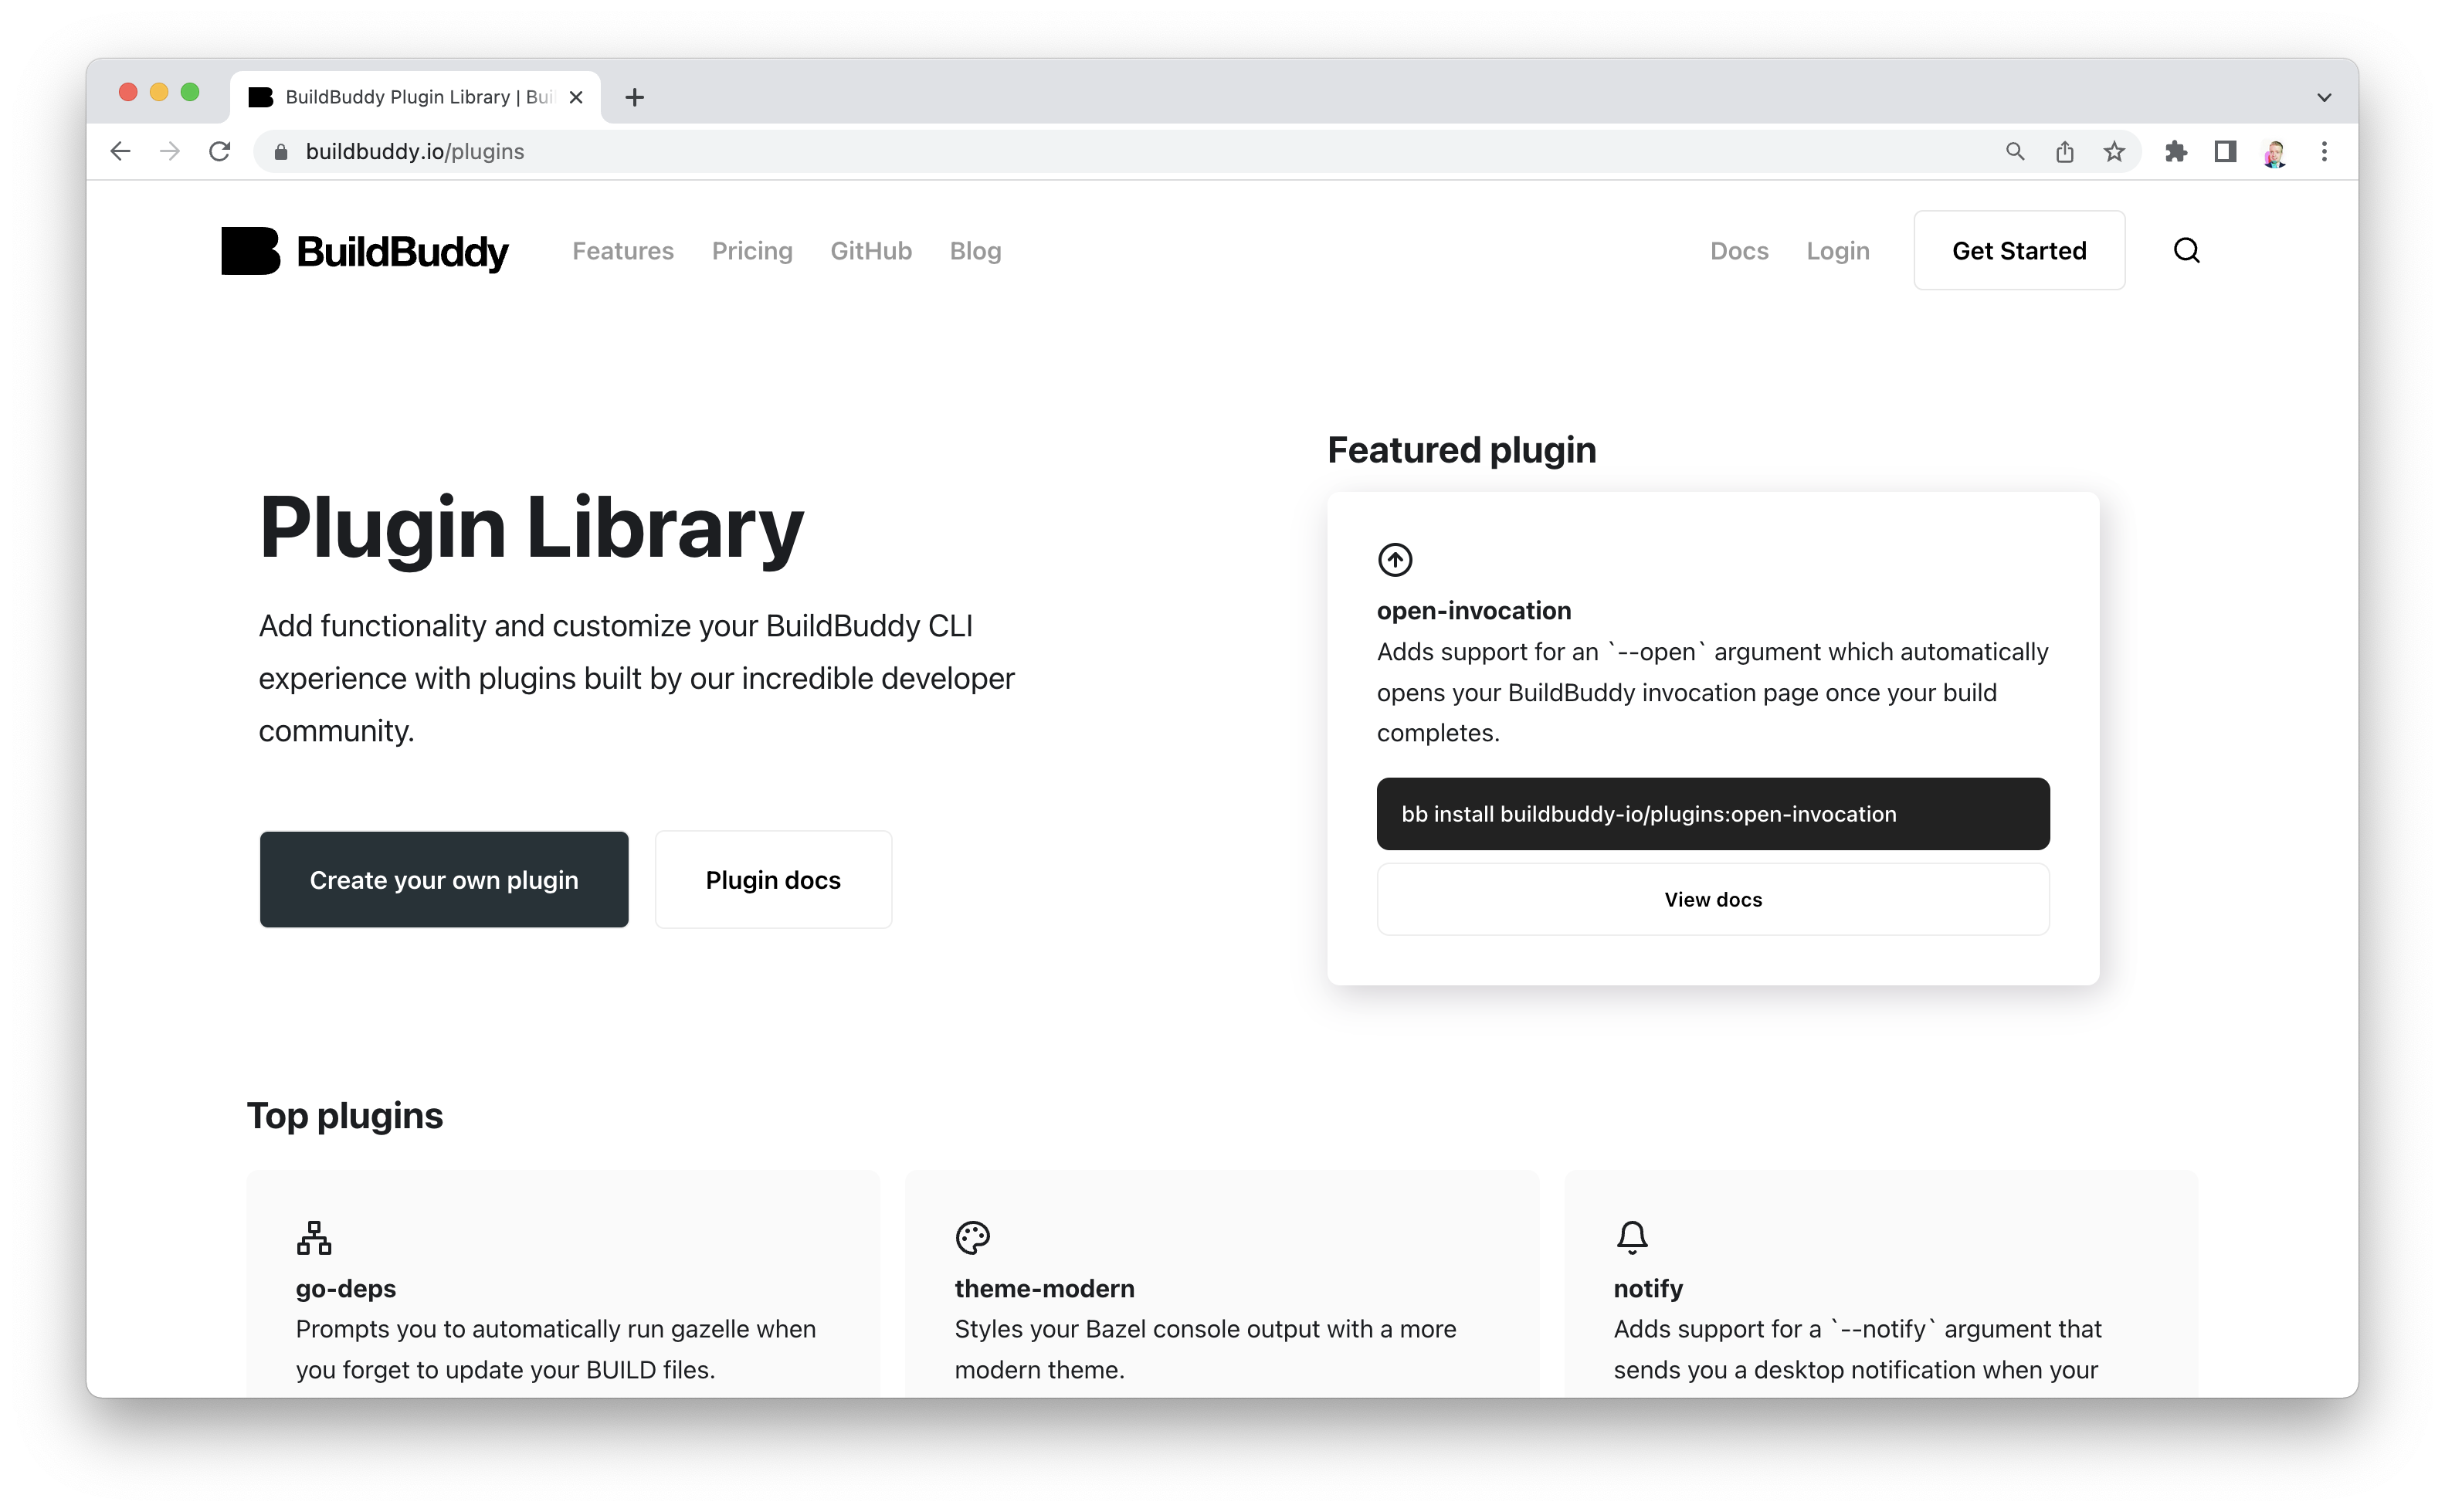 BuildBuddy Plugin Library | Bui
buildbuddy.io/plugins
BuildBuddy
Features
Pricing
GitHub
Blog
Docs
Login
Get Started
Plugin Library
Add functionality and customize your BuildBuddy CLI
experience with plugins built by our incredible developer
community.
Create your own plugin
Plugin docs
Featured plugin
open-invocation
Adds support for an `--open` argument which automatically
opens your BuildBuddy invocation page once your build
completes.
bb install buildbuddy-io/plugins:open-invocation
View docs
Top plugins
go-deps
Prompts you to automatically run gazelle when
you forget to update your BUILD files.
theme-modern
Styles your Bazel console output with a more
modern theme.
notify
Adds support for a `--notify` argument that
sends you a desktop notification when your